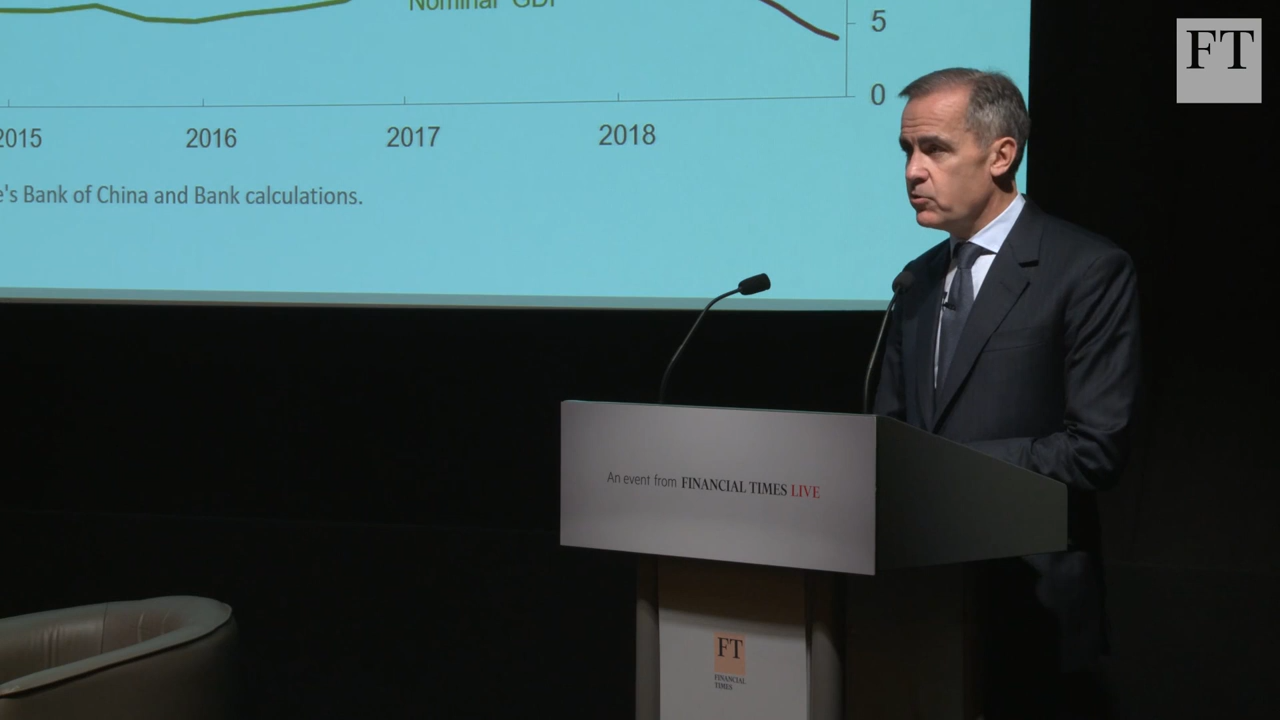 Nominal GDP
5
0
2015
2016
2017
2018
e's Bank of China and Bank calculations.
FT
An event from FINANCIAL TIMES LIVE
FT
FINANCIAL
TIMES